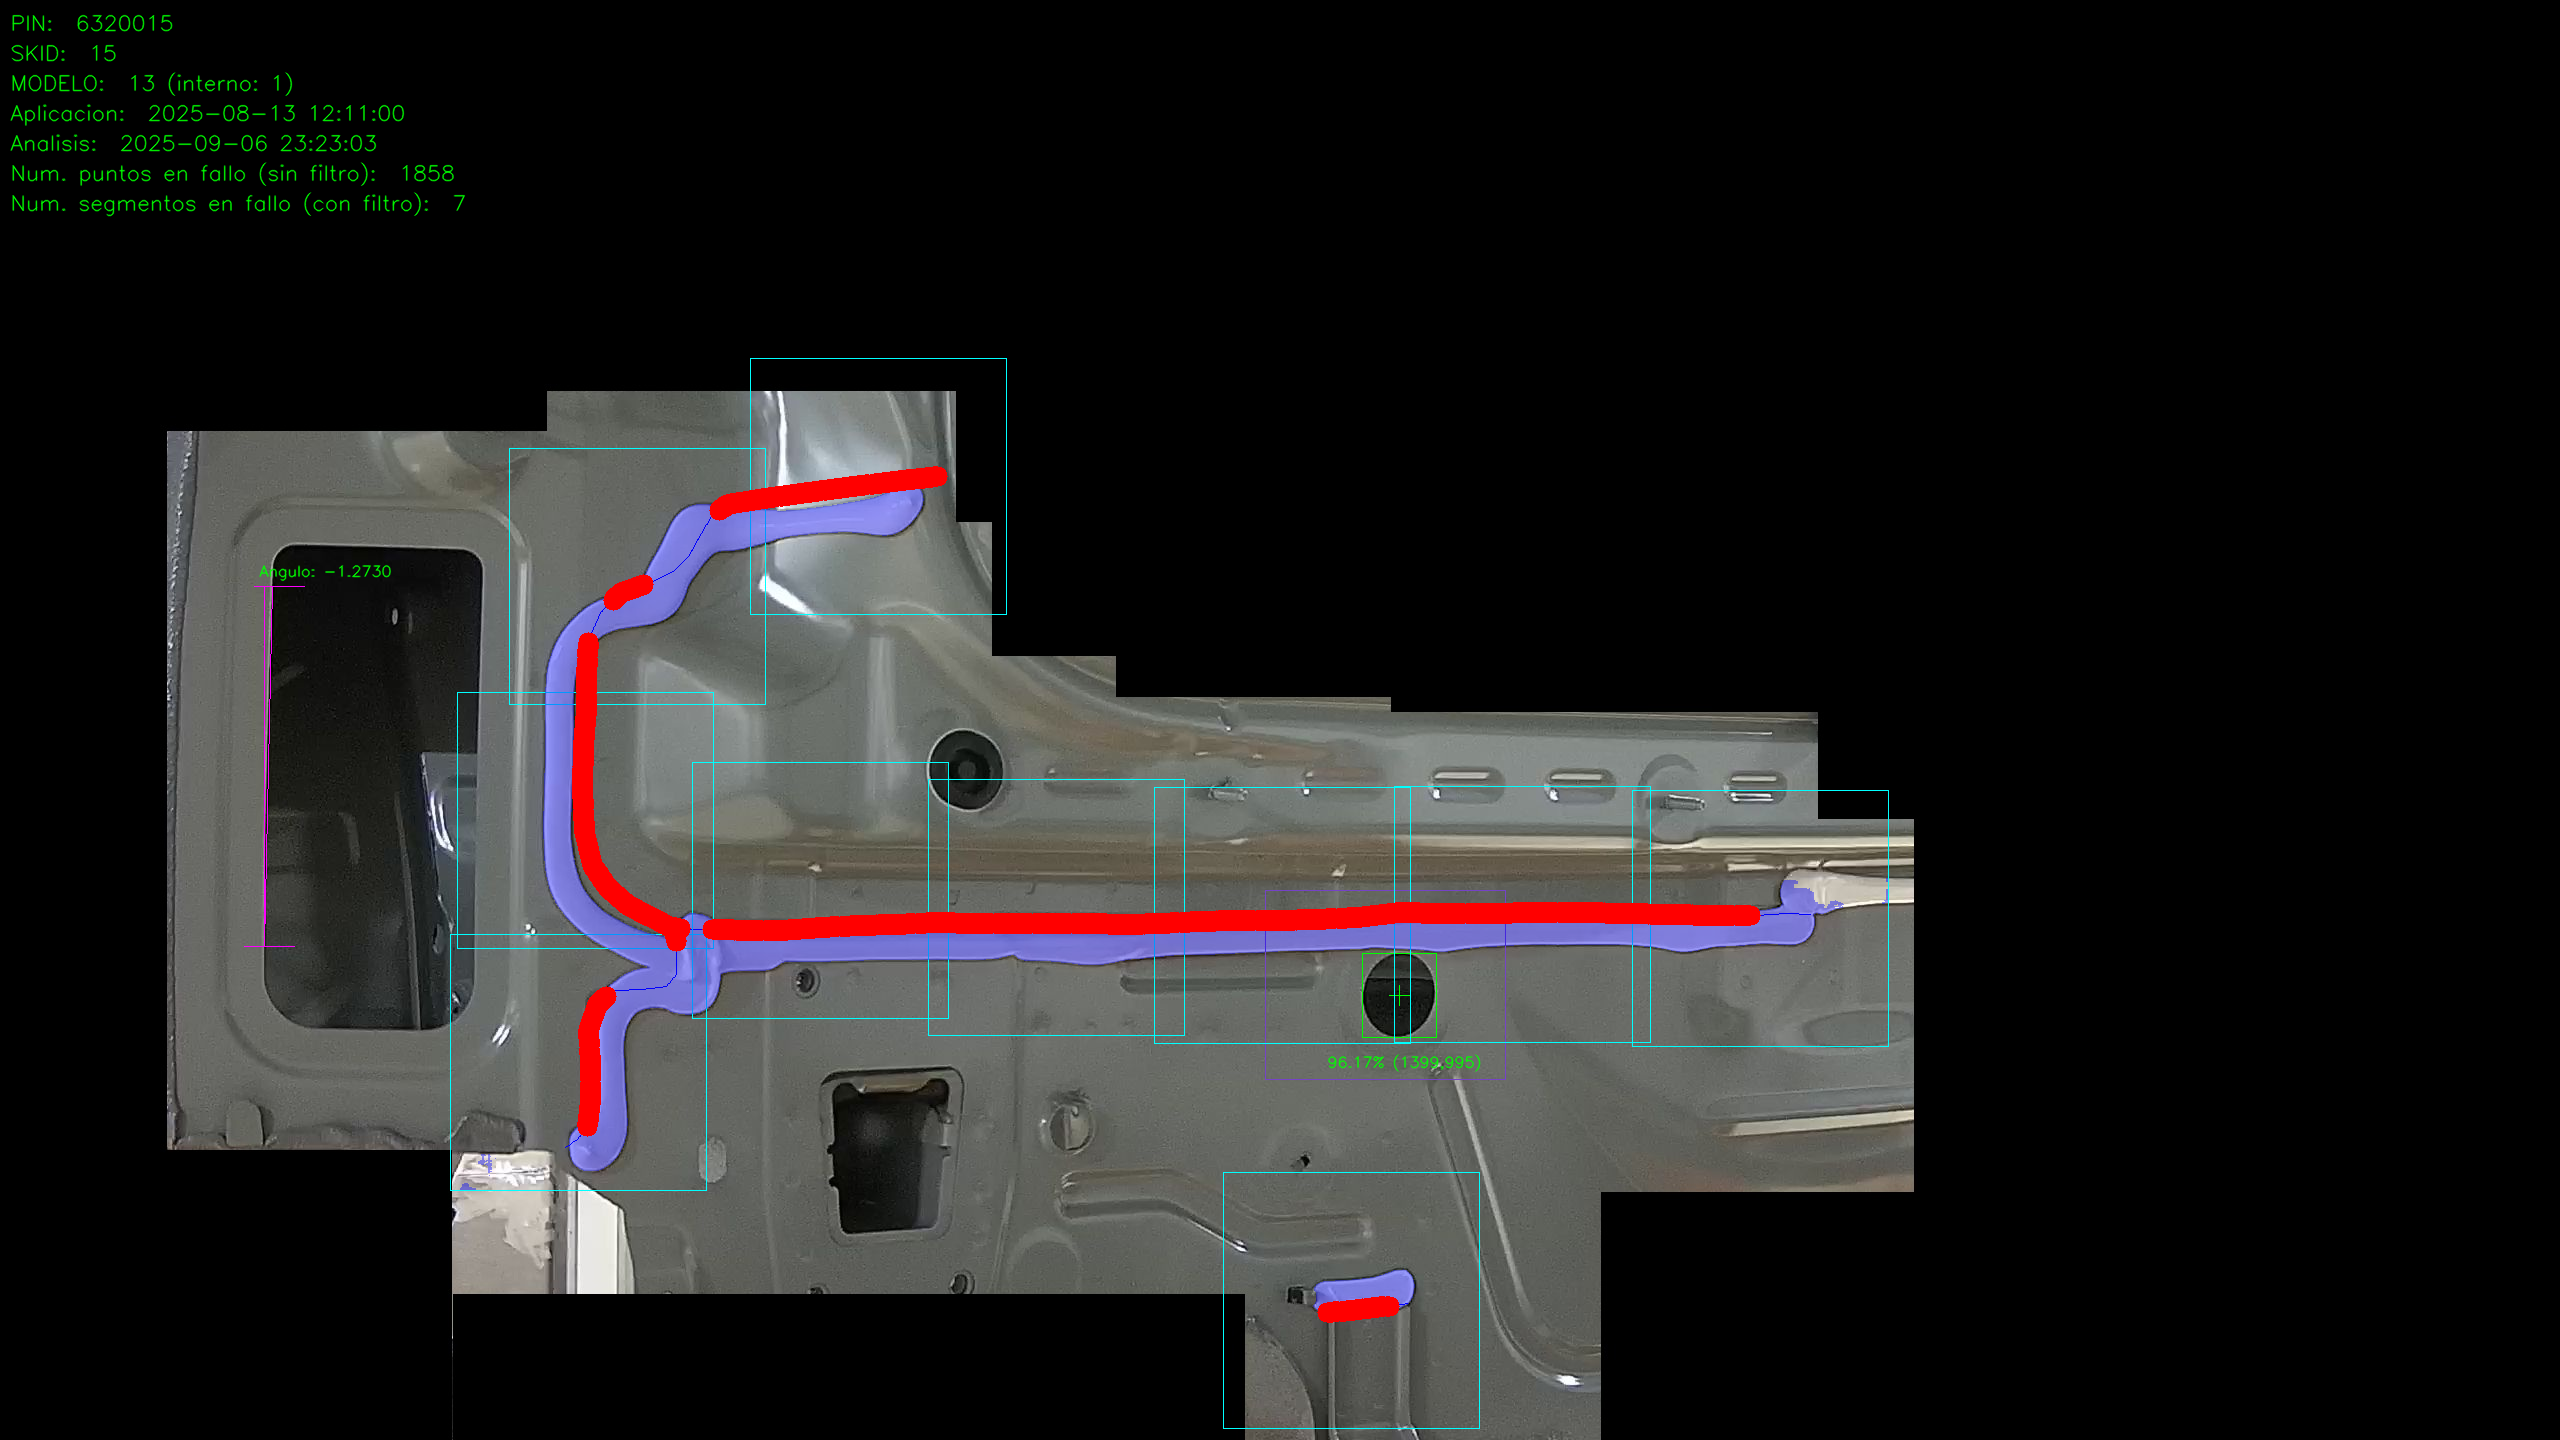 PIN: 6320015
SKID: 15
MODELO: 13 (interno: 1)
Aplicacion: 2025-08-13 12:11:00
Analisis: 2025-09-06 23:23:03
Num. puntos en fallo (sin filtro): 1858
Num. segmentos en fallo (con filtro): 7
Angulo: -1.2730
96.17% (1399,995)